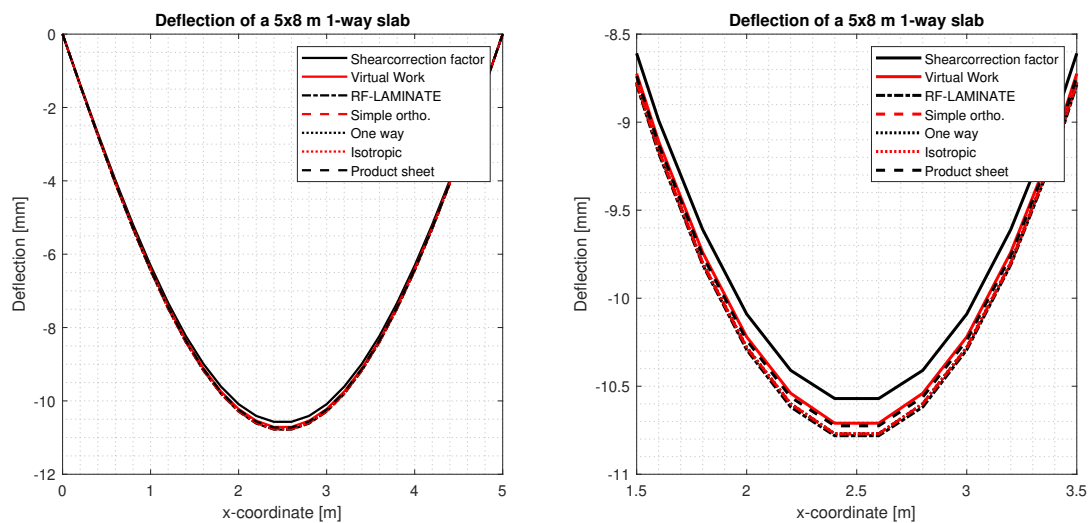 Deflection of a 5x8 m 1-way slab
0
-2
-4
-6
-8
-10
-12
Deflection [mm]
0 1 2 3 4 5
x-coordinate [m]
Shearcorrection factor
Virtual Work
RF-LAMINATE
Simple ortho.
One way
Isotropic
Product sheet
Deflection of a 5x8 m 1-way slab
-8.5
-9
-9.5
-10
-10.5
-11
Deflection [mm]
1.5 2 2.5 3 3.5
x-coordinate [m]
Shearcorrection factor
Virtual Work
RF-LAMINATE
Simple ortho.
One way
Isotropic
Product sheet